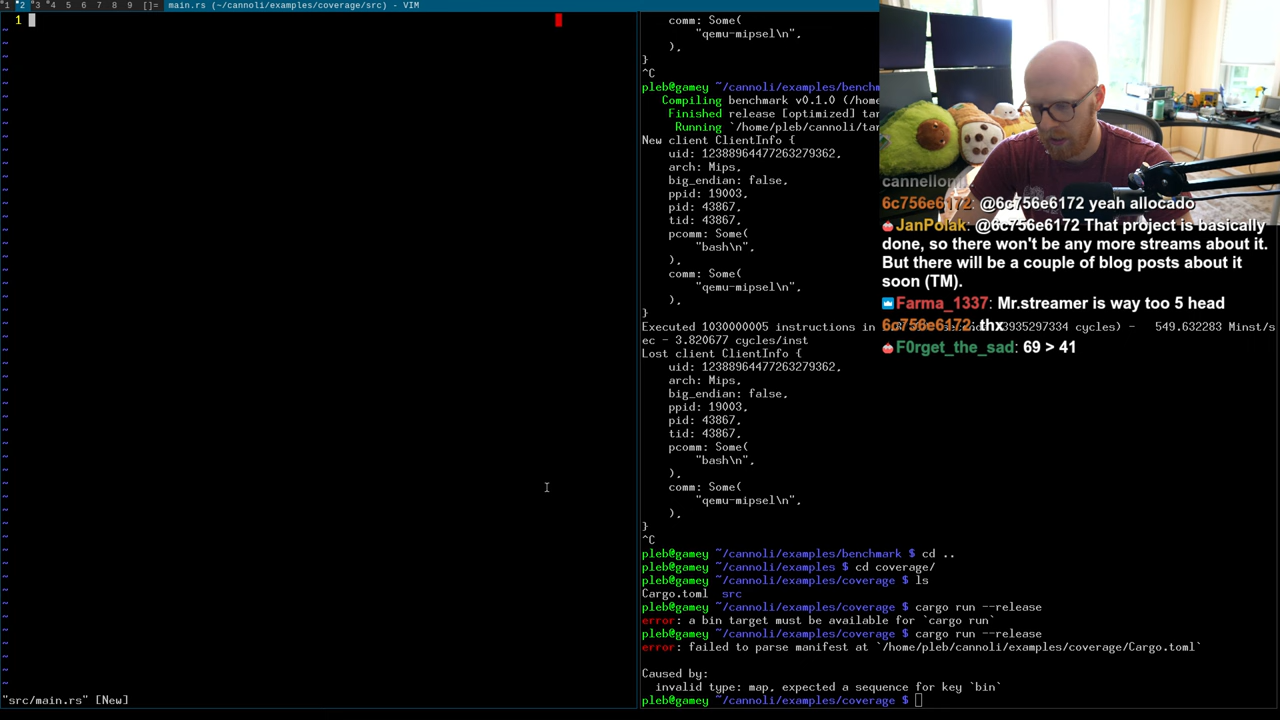 1 2 3 4 5 6 7 8 9 []= main.rs (~/cannoli/examples/coverage/src) - VIM
1
"src/main.rs" [New]
comm: Some(
"qemu-mipsel\n",
),
}
^C
pleb@gamey ~/cannoli/examples/benchm
Compiling benchmark v0.1.0 (/home
Finished release [optimized] tar
Running `/home/pleb/cannoli/tar
New client ClientInfo {
uid: 12388964477263279362,
arch: Mips,
big_endian: false,
ppid: 19003,
pid: 43867,
tid: 43867,
pcomm: Some(
"bash\n",
),
comm: Some(
"qemu-mipsel\n",
),
}
Executed 1030000005 instructions in 3935297334 cycles) - 549.632283 Minst/s
ec - 3.820677 cycles/inst
Lost client ClientInfo {
uid: 12388964477263279362,
arch: Mips,
big_endian: false,
ppid: 19003,
pid: 43867,
tid: 43867,
pcomm: Some(
"bash\n",
),
comm: Some(
"qemu-mipsel\n",
),
}
^C
pleb@gamey ~/cannoli/examples/benchmark $ cd ..
pleb@gamey ~/cannoli/examples $ cd coverage/
pleb@gamey ~/cannoli/examples/coverage $ ls
Cargo.toml src
pleb@gamey ~/cannoli/examples/coverage $ cargo run --release
error: a bin target must be available for `cargo run`
pleb@gamey ~/cannoli/examples/coverage $ cargo run --release
error: failed to parse manifest at `/home/pleb/cannoli/examples/coverage/Cargo.toml`
Caused by:
invalid type: map, expected a sequence for key `bin`
pleb@gamey ~/cannoli/examples/coverage $
6c756e6172: @6c756e6172 yeah allocado
JanPolak: @6c756e6172 That project is basically
done, so there won't be any more streams about it.
But there will be a couple of blog posts about it
soon (TM).
Farma_1337: Mr.streamer is way too 5 head
6c756e6172: thx
F0rget_the_sad: 69 > 41